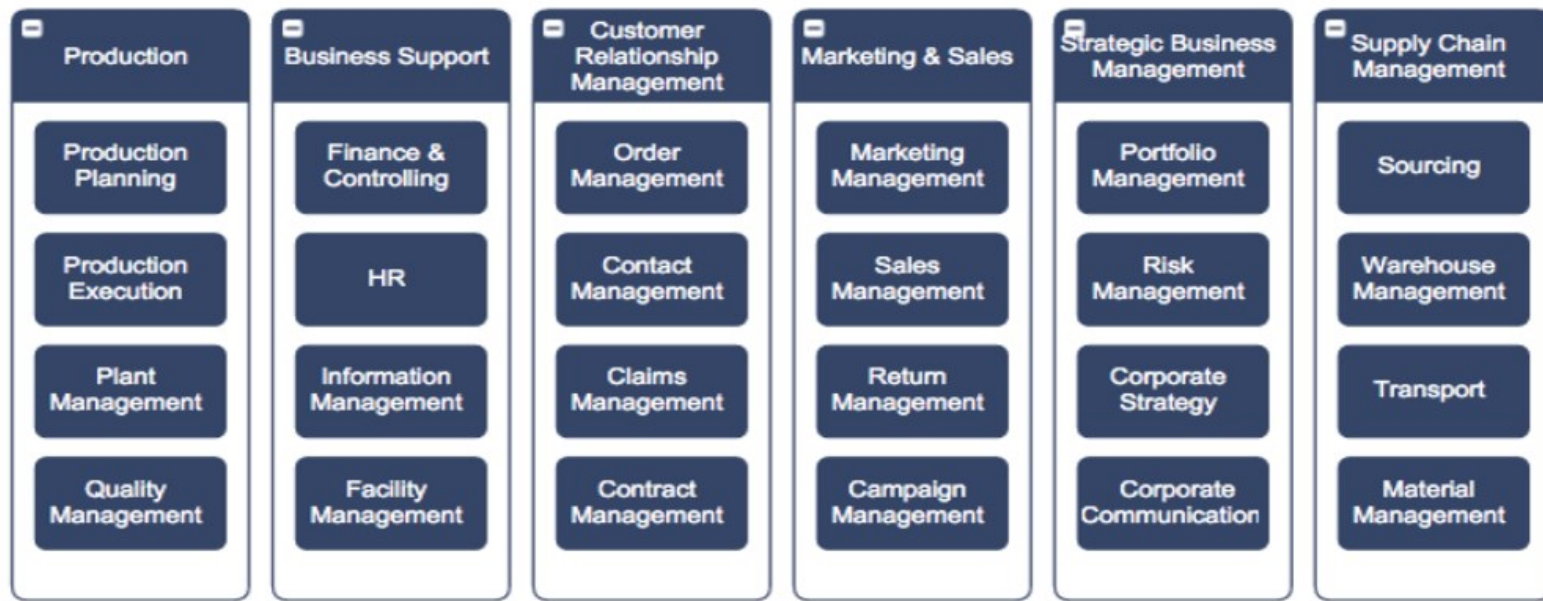 Production
Production
Planning
Production
Execution
Plant
Management
Quality
Management
Business Support
Finance &
Controlling
HR
Information
Management
Facility
Management
Customer
Relationship
Management
Order
Management
Contact
Management
Claims
Management
Contract
Management
Marketing & Sales
Marketing
Management
Sales
Management
Return
Management
Campaign
Management
Strategic Business
Management
Portfolio
Management
Risk
Management
Corporate
Strategy
Corporate
Communication
Supply Chain
Management
Sourcing
Warehouse
Management
Transport
Material
Management